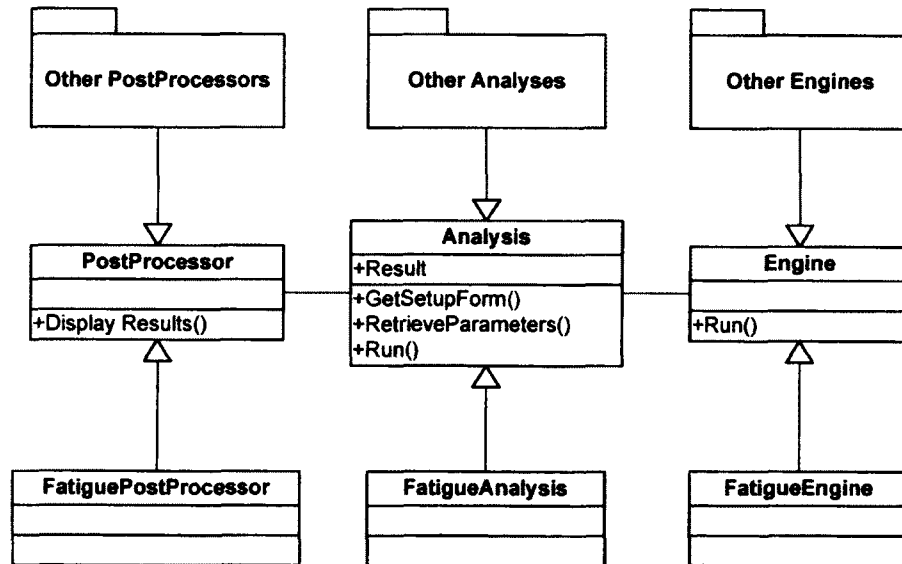 Other PostProcessors
Other Analyses
Other Engines
PostProcessor
+Display Results()
Analysis
+Result
+GetSetupForm()
+RetrieveParameters()
+Run()
Engine
+Run()
FatiguePostProcessor
FatigueAnalysis
FatigueEngine